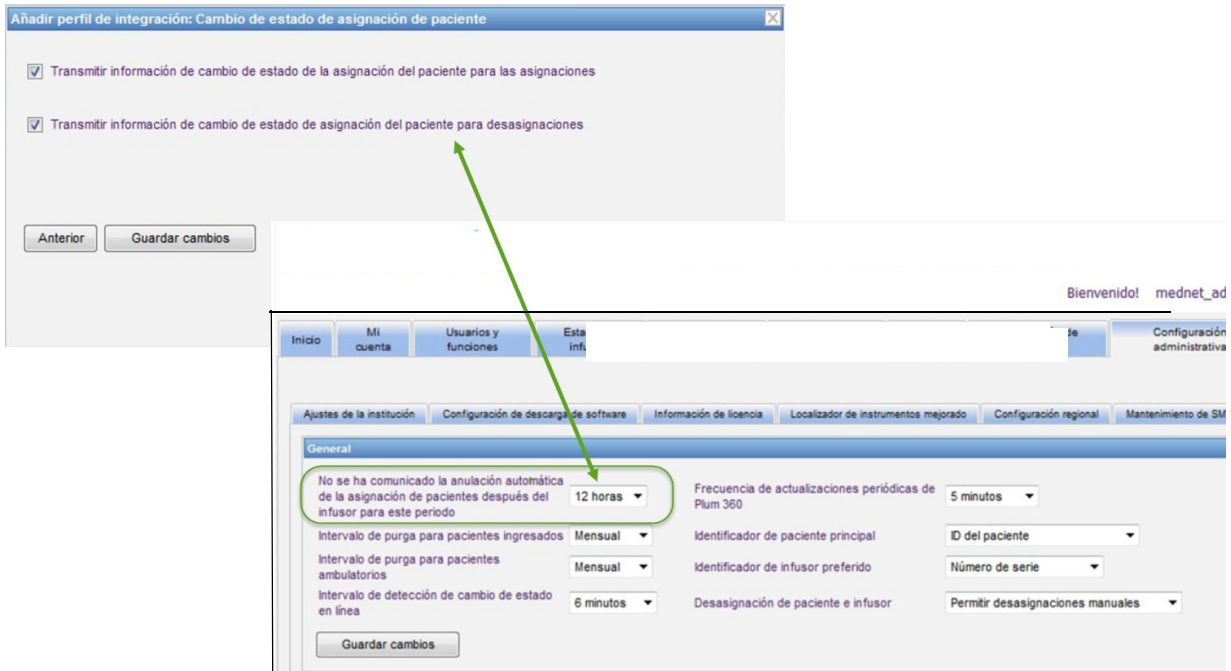 Añadir perfil de integración: Cambio de estado de asignación de paciente
Transmitir información de cambio de estado de la asignación del paciente para las asignaciones
Transmitir información de cambio de estado de asignación del paciente para desasignaciones
Anterior
Guardar cambios
Bienvenido! mednet_ad
Inicio
Mi
cuenta
Usuarios y
funciones
Configuración
administrativa
Ajustes de la institución
Configuración de descarga de software
Información de licencia
Localizador de instrumentos mejorado
Configuración regional
Mantenimiento de SM
General
No se ha comunicado la anulación automática
de la asignación de pacientes después del
infusor para este periodo
12 horas
Frecuencia de actualizaciones periódicas de
Plum 360
5 minutos
Intervalo de purga para pacientes ingresados
Mensual
Identificador de paciente principal
ID del paciente
Intervalo de purga para pacientes
ambulatorios
Mensual
Identificador de infusor preferido
Número de serie
Intervalo de detección de cambio de estado
en línea
6 minutos
Desasignación de paciente e infusor
Permitir desasignaciones manuales
Guardar cambios